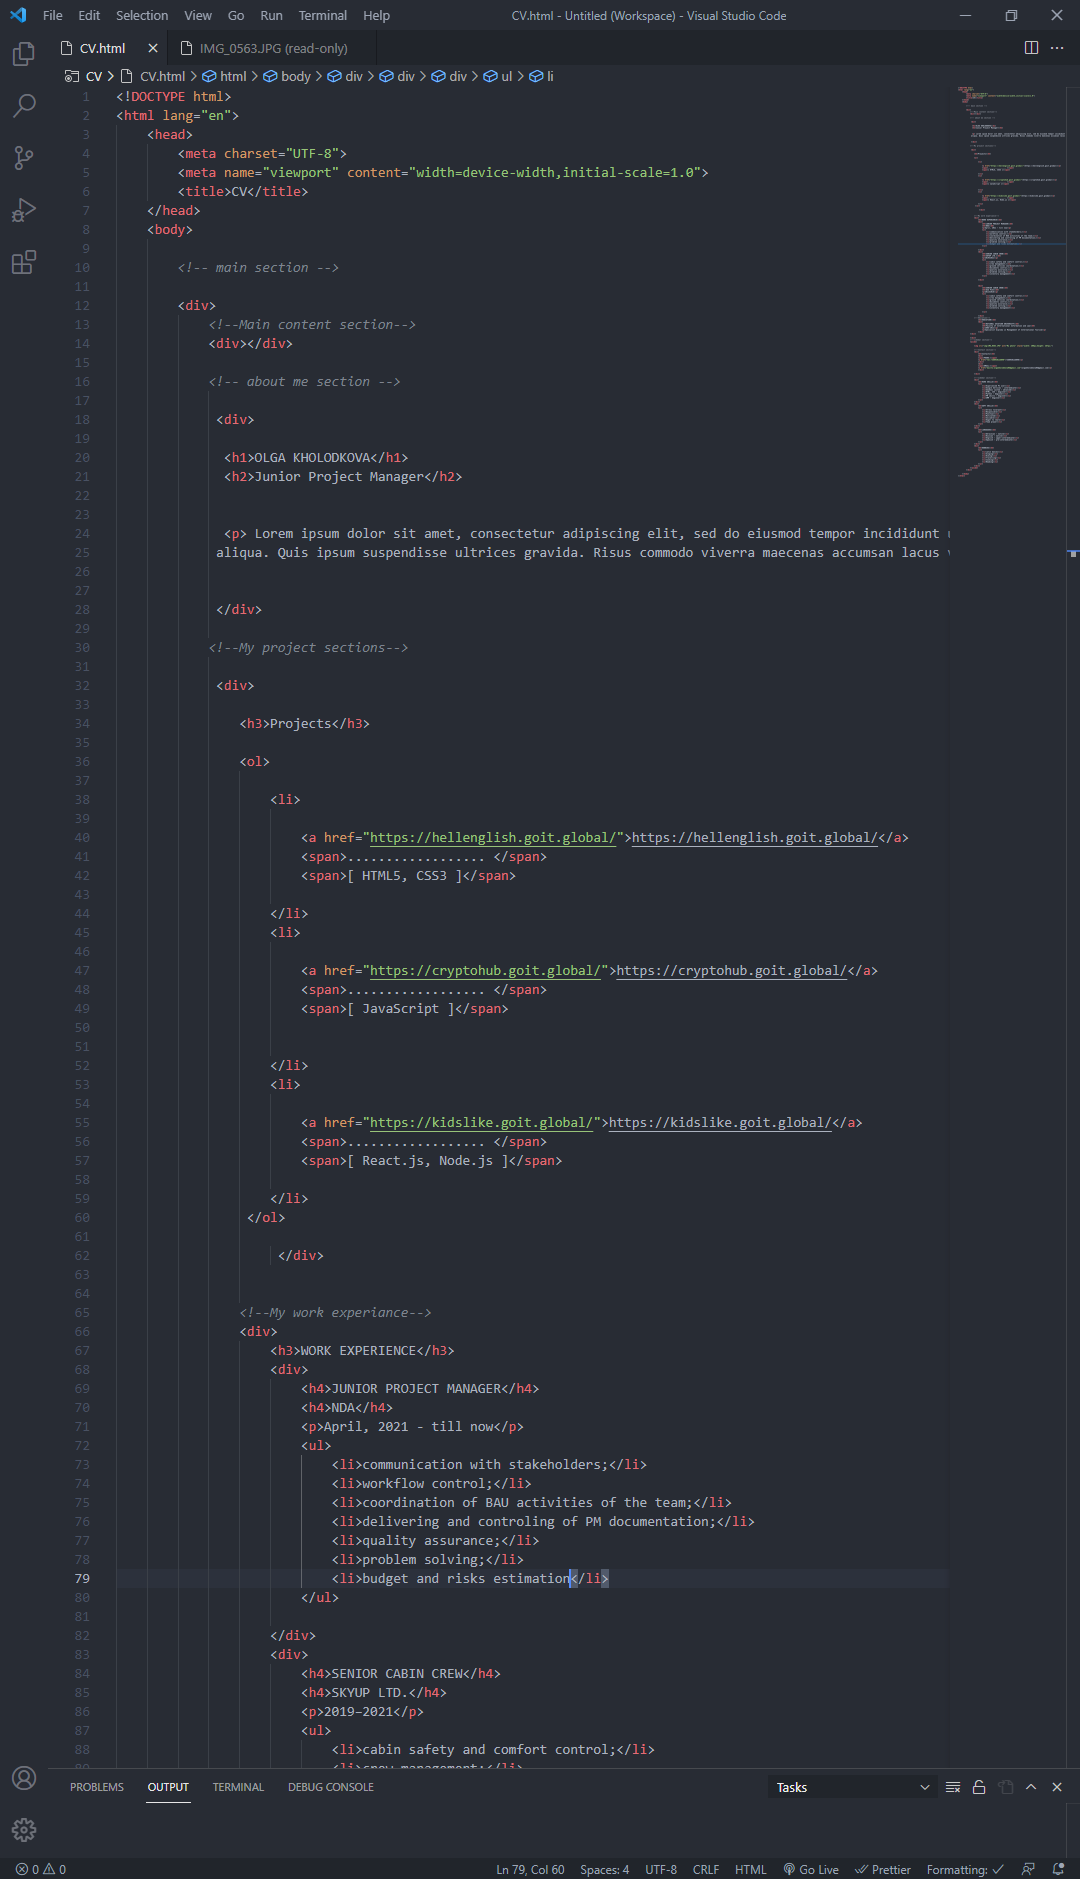 File Edit Selection View Go Run Terminal Help CV.html - Untitled (Workspace) - Visual Studio Code
CV.html IMG_0563.JPG (read-only)
CV > CV.html > html > body > div > div > div > ul > li
1 <!DOCTYPE html>
2 <html lang="en">
3 <head>
4 <meta charset="UTF-8">
5 <meta name="viewport" content="width=device-width,initial-scale=1.0">
6 <title>CV</title>
7 </head>
8 <body>
9
10 <!-- main section -->
11
12 <div>
13 <!--Main content section-->
14 <div></div>
15
16 <!-- about me section -->
17
18 <div>
19
20 <h1>OLGA KHOLODKOVA</h1>
21 <h2>Junior Project Manager</h2>
22
23
24 <p> Lorem ipsum dolor sit amet, consectetur adipiscing elit, sed do eiusmod tempor incididunt
25 aliqua. Quis ipsum suspendisse ultrices gravida. Risus commodo viverra maecenas accumsan lacus
26
27
28 </div>
29
30 <!--My project sections-->
31
32 <div>
33
34 <h3>Projects</h3>
35
36 <ol>
37
38 <li>
39
40 <a href="https://hellenglish.goit.global/">https://hellenglish.goit.global/</a>
41 <span>.................. </span>
42 <span>[ HTML5, CSS3 ]</span>
43
44 </li>
45 <li>
46
47 <a href="https://cryptohub.goit.global/">https://cryptohub.goit.global/</a>
48 <span>.................. </span>
49 <span>[ JavaScript ]</span>
50
51
52 </li>
53 <li>
54
55 <a href="https://kidslike.goit.global/">https://kidslike.goit.global/</a>
56 <span>.................. </span>
57 <span>[ React.js, Node.js ]</span>
58
59 </li>
60 </ol>
61
62 </div>
63
64
65 <!--My work experiance-->
66 <div>
67 <h3>WORK EXPERIENCE</h3>
68 <div>
69 <h4>JUNIOR PROJECT MANAGER</h4>
70 <h4>NDA</h4>
71 <p>April, 2021 - till now</p>
72 <ul>
73 <li>communication with stakeholders;</li>
74 <li>workflow control;</li>
75 <li>coordination of BAU activities of the team;</li>
76 <li>delivering and controling of PM documentation;</li>
77 <li>quality assurance;</li>
78 <li>problem solving;</li>
79 <li>budget and risks estimation</li>
80 </ul>
81
82 </div>
83 <div>
84 <h4>SENIOR CABIN CREW</h4>
85 <h4>SKYUP LTD.</h4>
86 <p>2019–2021</p>
87 <ul>
88 <li>cabin safety and comfort control;</li>
PROBLEMS OUTPUT TERMINAL DEBUG CONSOLE Tasks
0 0 Ln 79, Col 60 Spaces: 4 UTF-8 CRLF HTML Go Live Prettier Formatting: